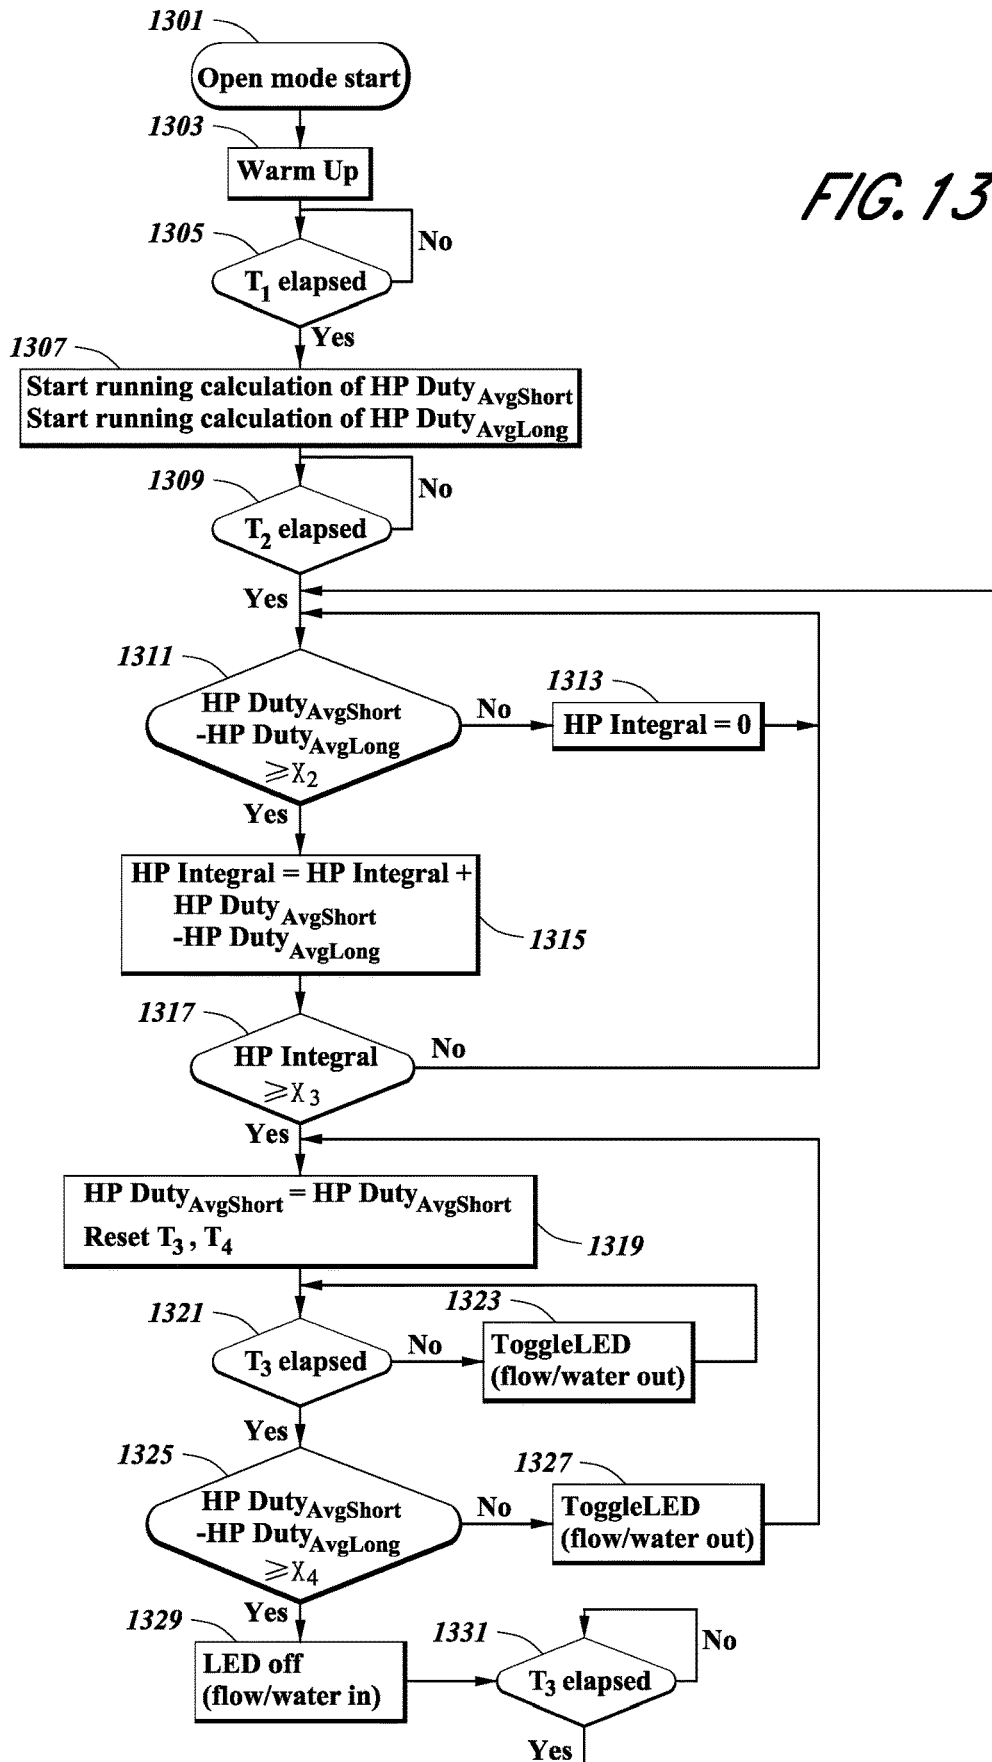 1301
Open mode start
1303
Warm Up
FIG. 13
1305
No
T1 elapsed
Yes
1307
Start running calculation of HP DutyAvgShort
Start running calculation of HP DutyAvgLong
1309
No
T2 elapsed
Yes
1311
HP DutyAvgShort
-HP DutyAvgLong
≥X2
No
1313
HP Integral = 0
Yes
HP Integral = HP Integral +
HP DutyAvgShort
-HP DutyAvgLong
1315
1317
HP Integral
≥X3
No
Yes
HP DutyAvgShort = HP DutyAvgShort
Reset T3 , T4
1319
1321
T3 elapsed
No
1323
ToggleLED
(flow/water out)
Yes
1325
HP DutyAvgShort
-HP DutyAvgLong
≥X4
No
1327
ToggleLED
(flow/water out)
Yes
1329
LED off
(flow/water in)
1331
No
T3 elapsed
Yes